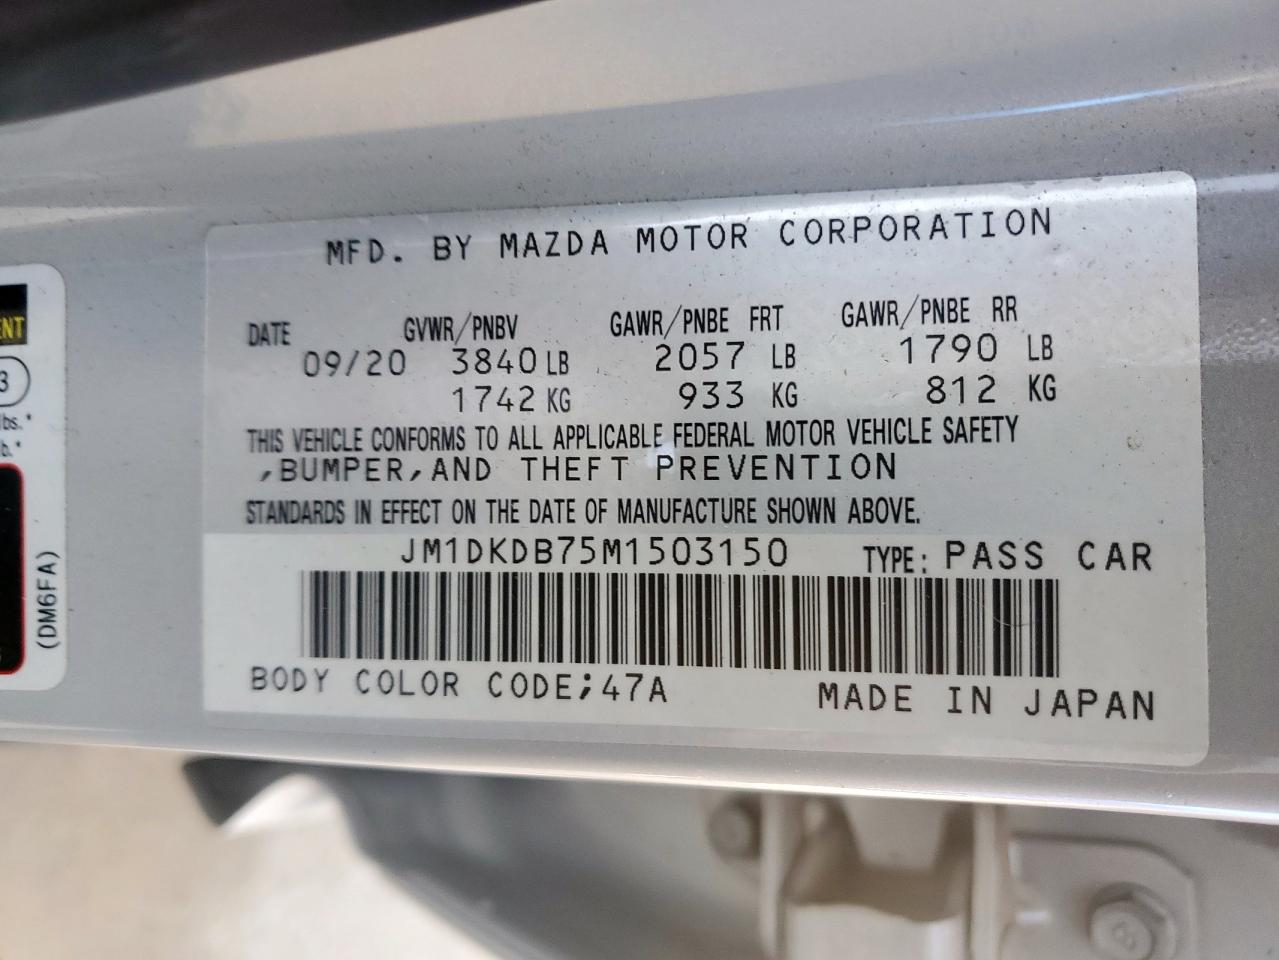 MFD. BY MAZDA MOTOR CORPORATION
DATE GVWR/PNBV GAWR/PNBE FRT GAWR/PNBE RR
09/20 3840 LB 2057 LB 1790 LB
1742 KG 933 KG 812 KG
THIS VEHICLE CONFORMS TO ALL APPLICABLE FEDERAL MOTOR VEHICLE SAFETY
,BUMPER,AND THEFT PREVENTION
STANDARDS IN EFFECT ON THE DATE OF MANUFACTURE SHOWN ABOVE.
JM1DKDB75M1503150 TYPE: PASS CAR
BODY COLOR CODE;47A MADE IN JAPAN
ENT
3
lbs.*
b.*
(DM6FA)